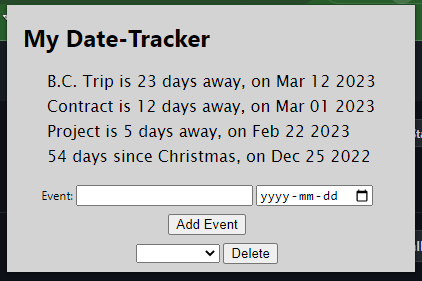 My Date-Tracker
B.C. Trip is 23 days away, on Mar 12 2023
Contract is 12 days away, on Mar 01 2023
Project is 5 days away, on Feb 22 2023
54 days since Christmas, on Dec 25 2022
Event: yyyy-mm-dd
Add Event
Delete